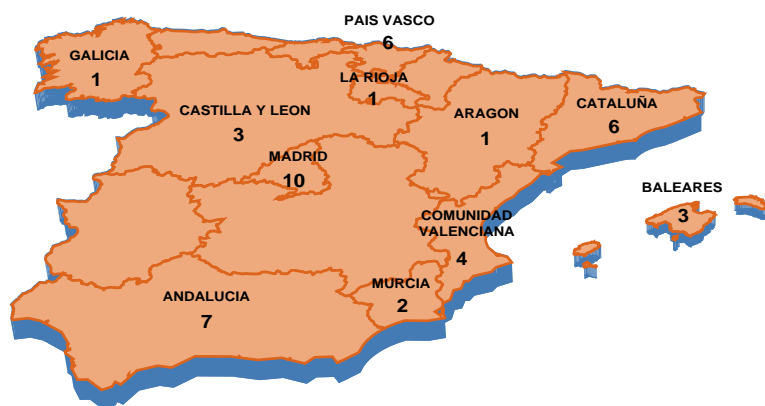 PAIS VASCO
6
GALICIA
1
LA RIOJA
1
CASTILLA Y LEON
3
ARAGON
1
CATALUÑA
6
MADRID
10
BALEARES
3
COMUNIDAD
VALENCIANA
4
MURCIA
2
ANDALUCIA
7